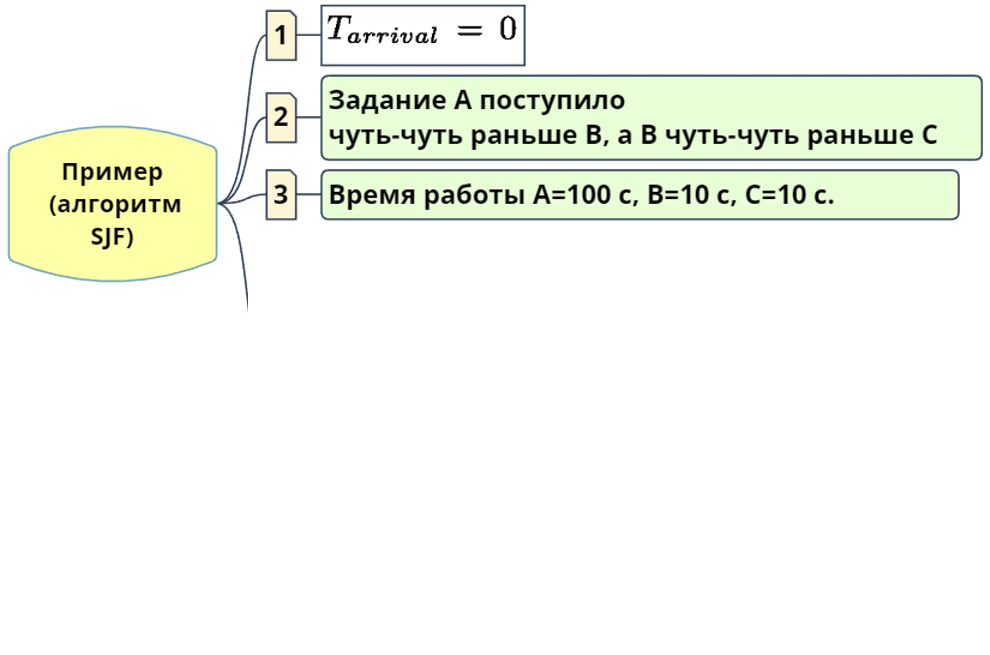 1
T_arrival = 0
2
Задание A поступило
чуть-чуть раньше B, а B чуть-чуть раньше C
Пример
(алгоритм
SJF)
3
Время работы A=100 с, B=10 с, C=10 с.